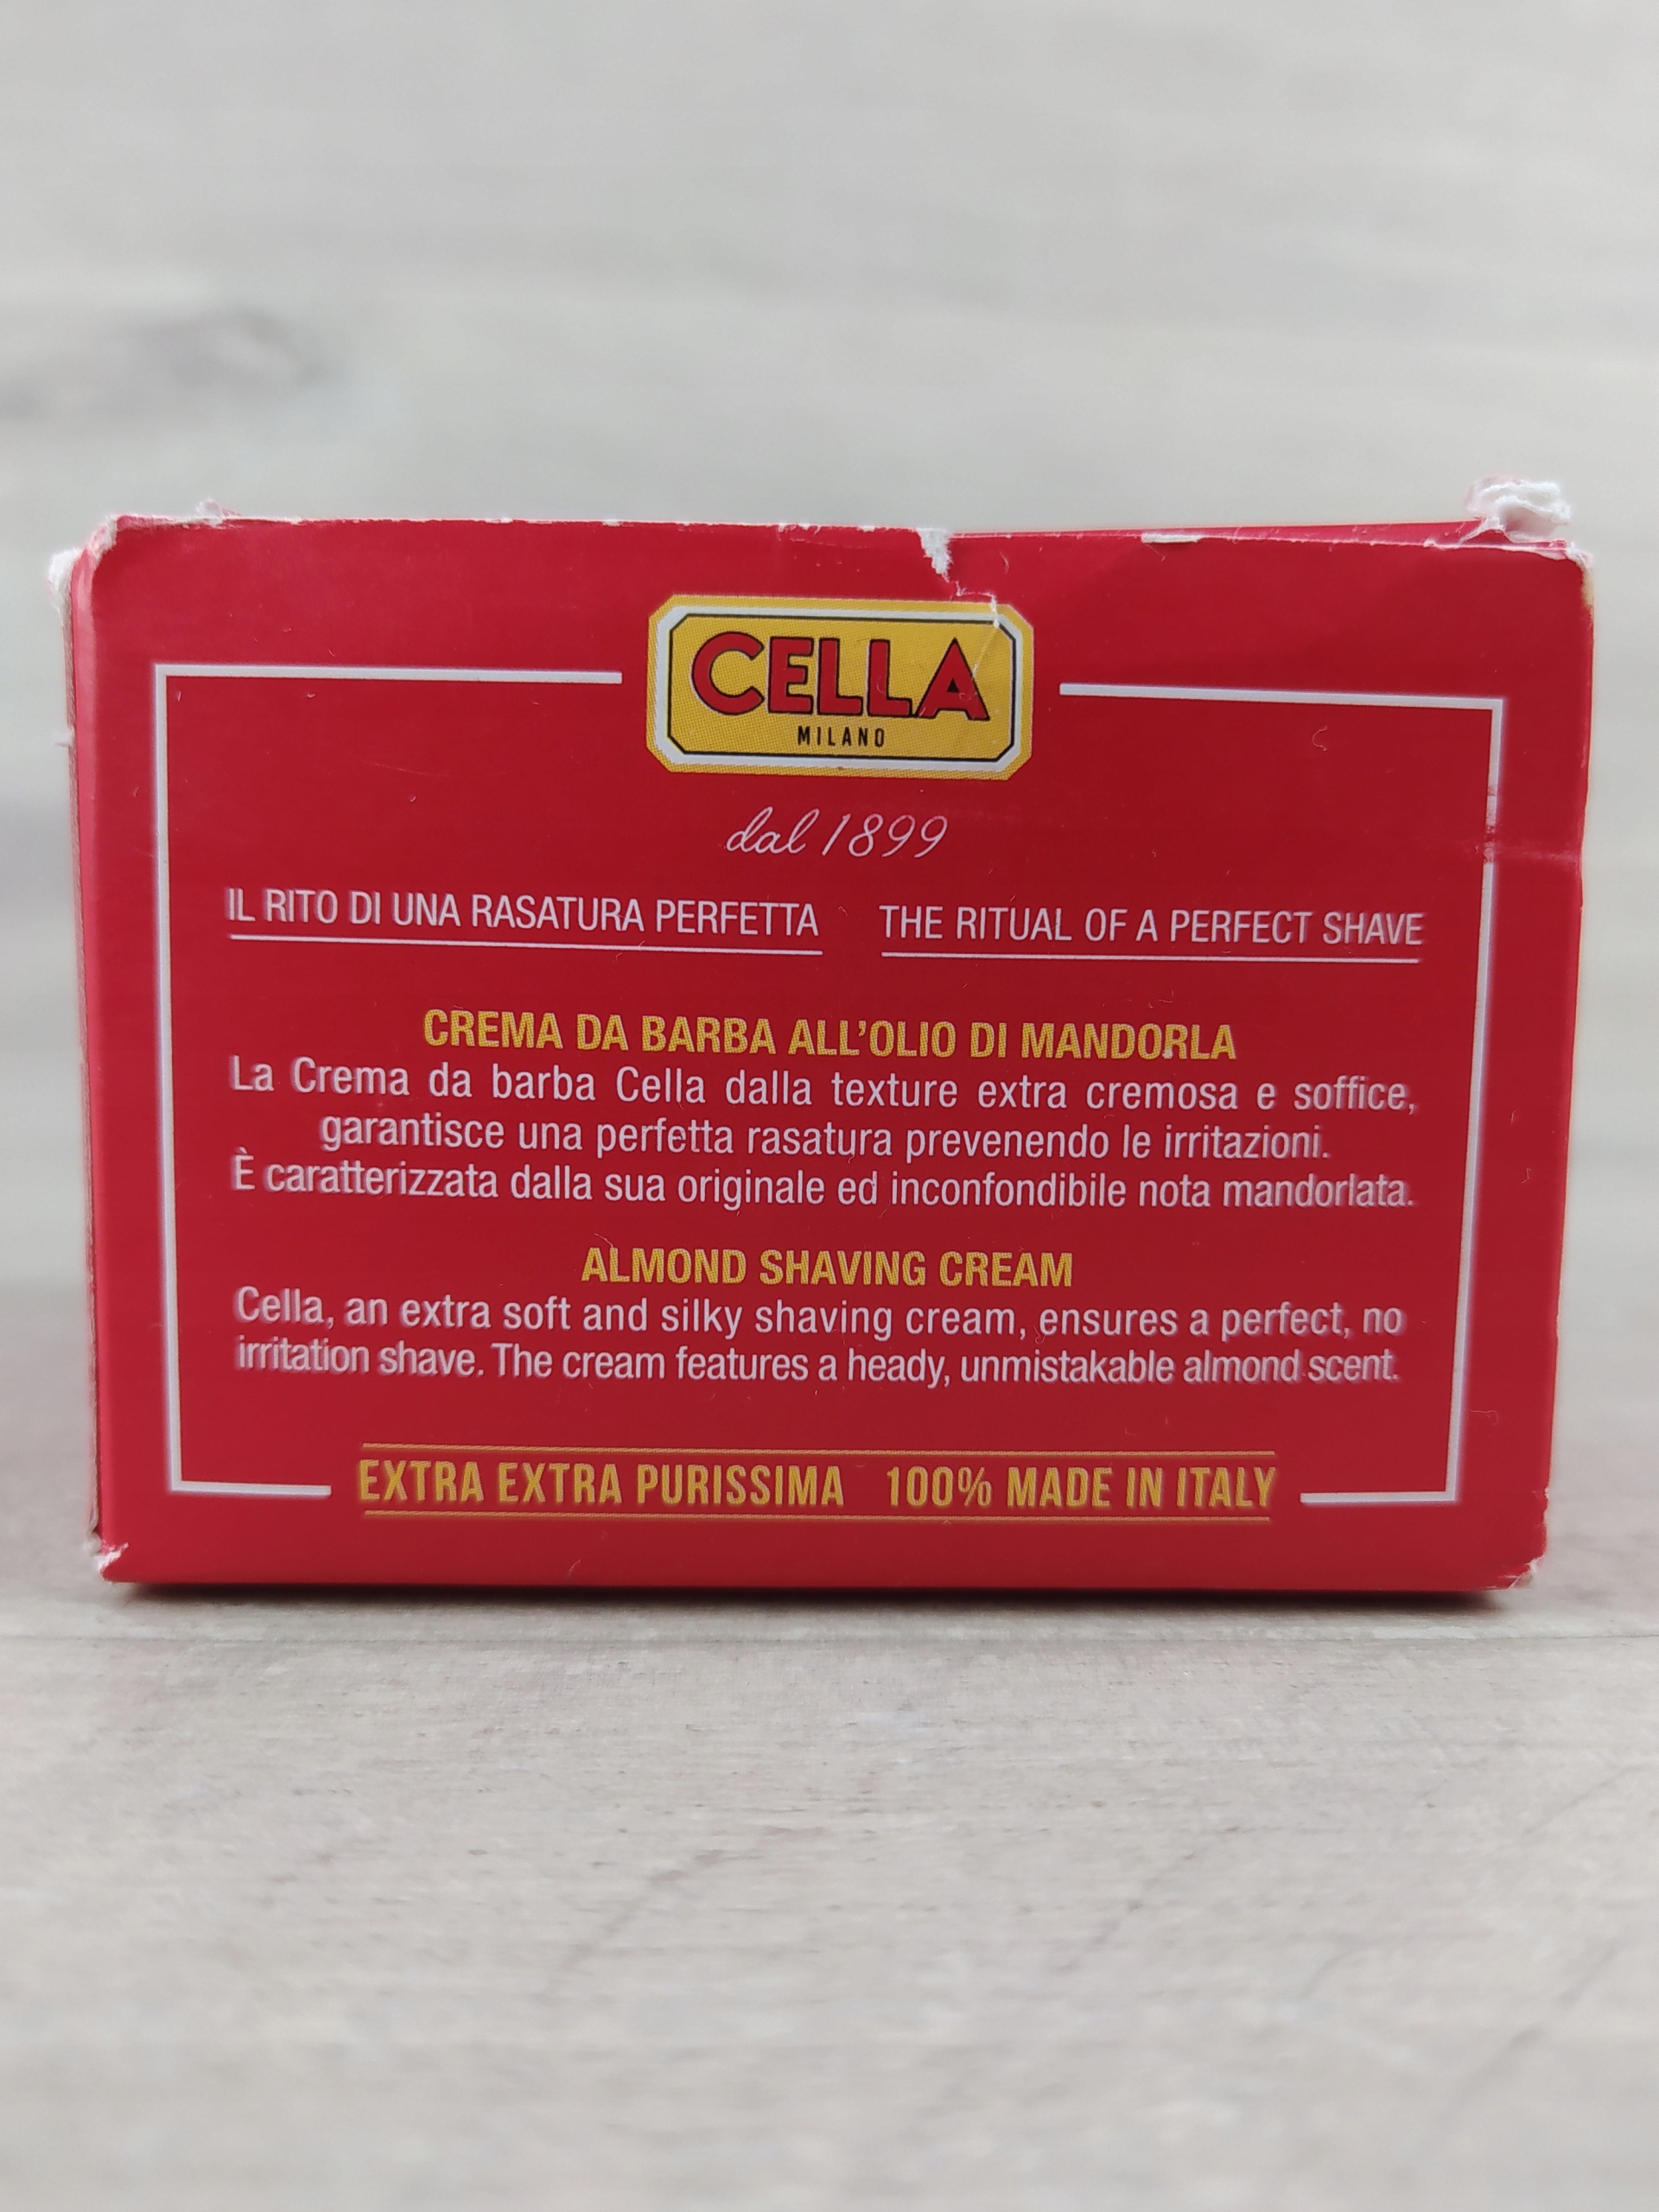 CELLA
MILANO
dal 1899
IL RITO DI UNA RASATURA PERFETTA THE RITUAL OF A PERFECT SHAVE
CREMA DA BARBA ALL'OLIO DI MANDORLA
La Crema da barba Cella dalla texture extra cremosa e soffice,
garantisce una perfetta rasatura prevenendo le irritazioni.
È caratterizzata dalla sua originale ed inconfondibile nota mandorlata.
ALMOND SHAVING CREAM
Cella, an extra soft and silky shaving cream, ensures a perfect, no
irritation shave. The cream features a heady, unmistakable almond scent.
EXTRA EXTRA PURISSIMA 100% MADE IN ITALY